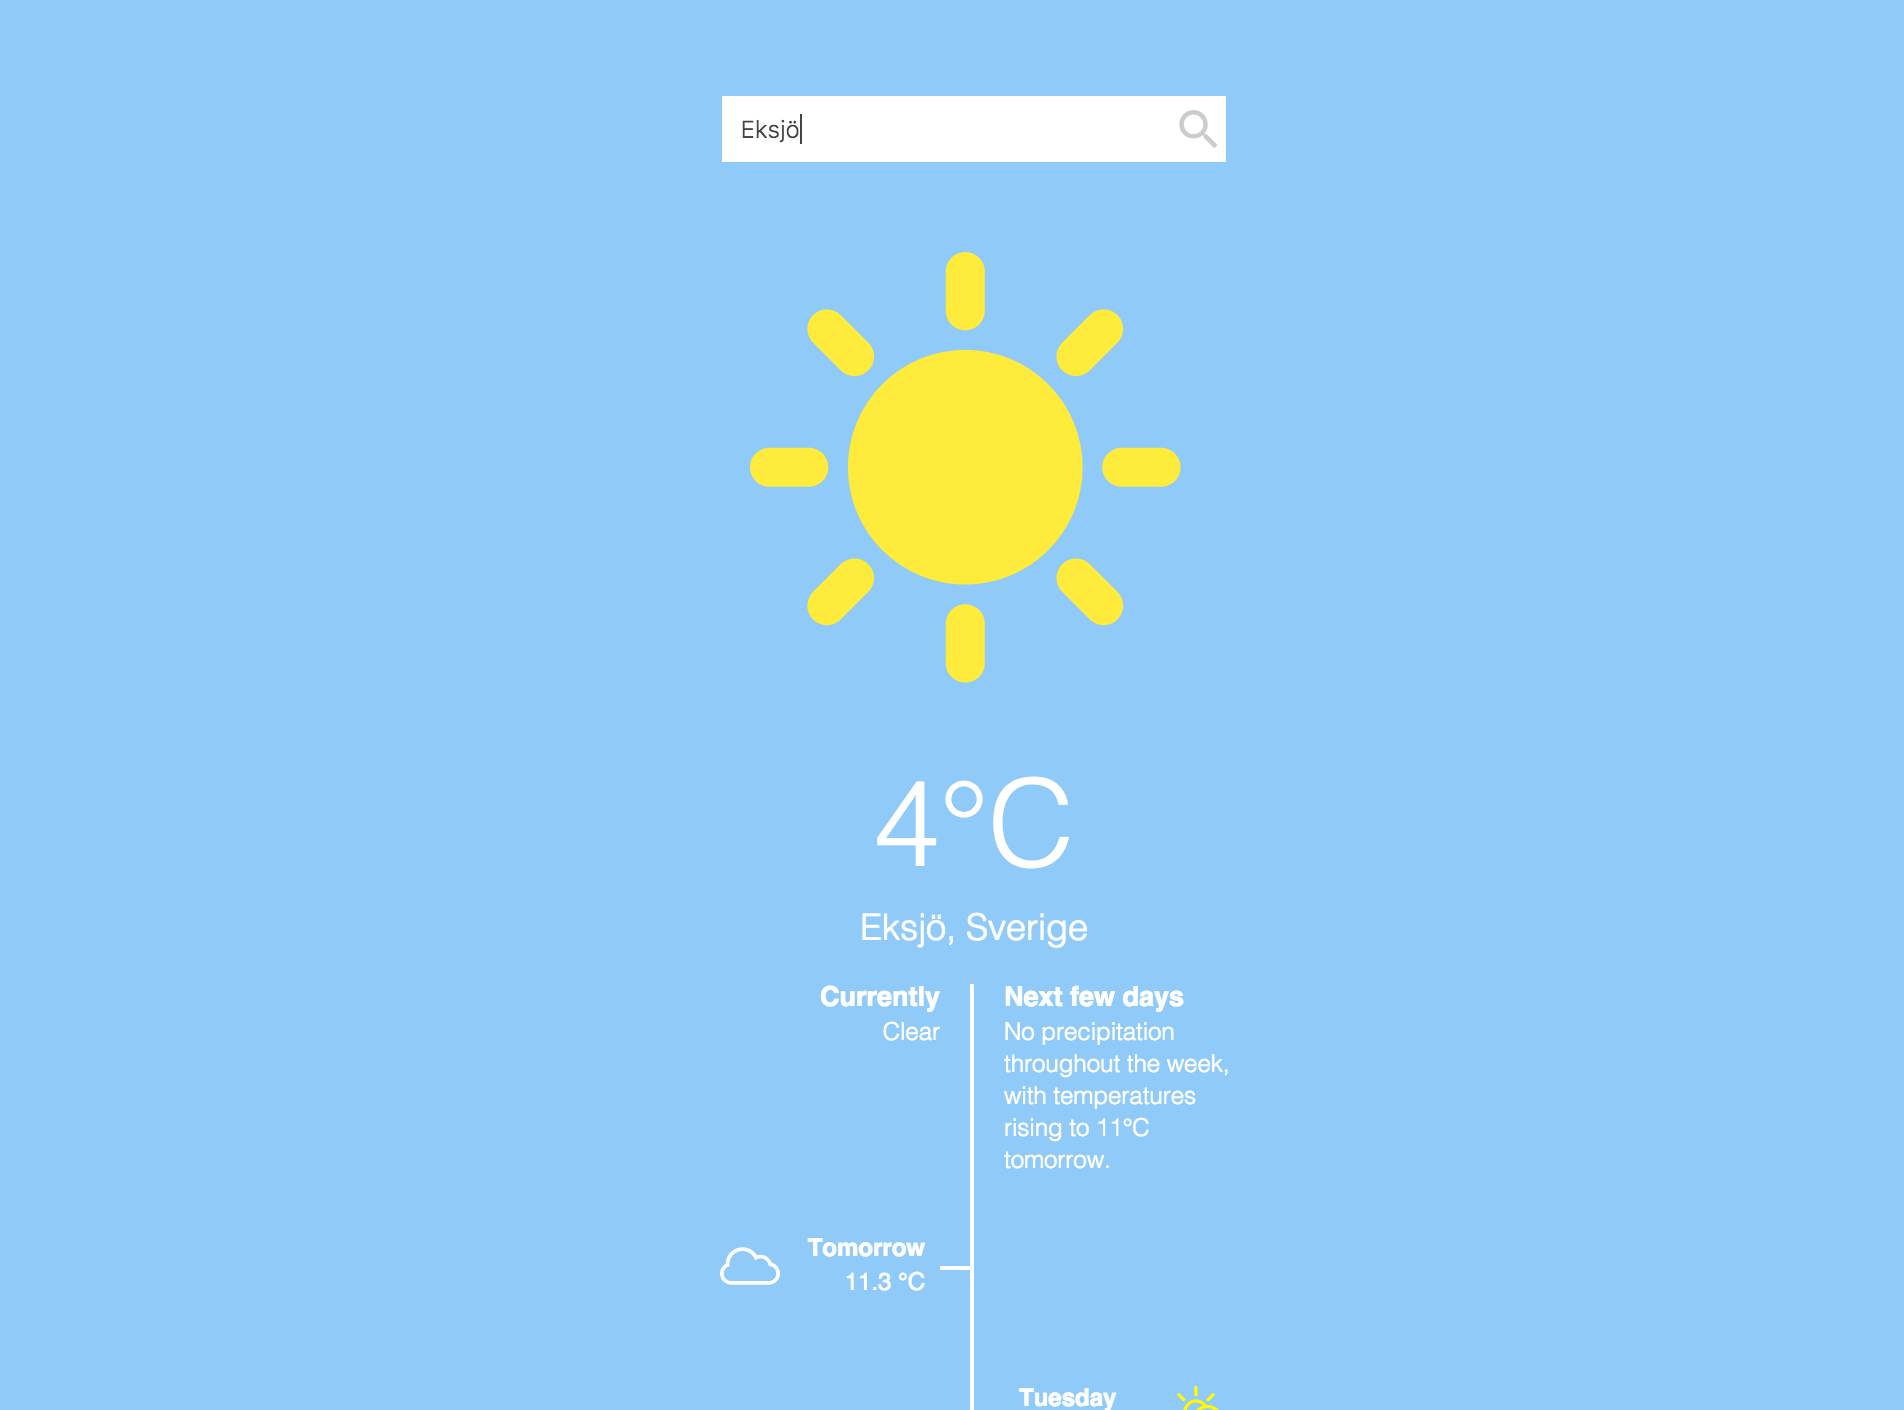 Eksjö
4°C
Eksjö, Sverige
Currently
Clear
Next few days
No precipitation
throughout the week,
with temperatures
rising to 11°C
tomorrow.
Tomorrow
11.3 °C
Tuesday